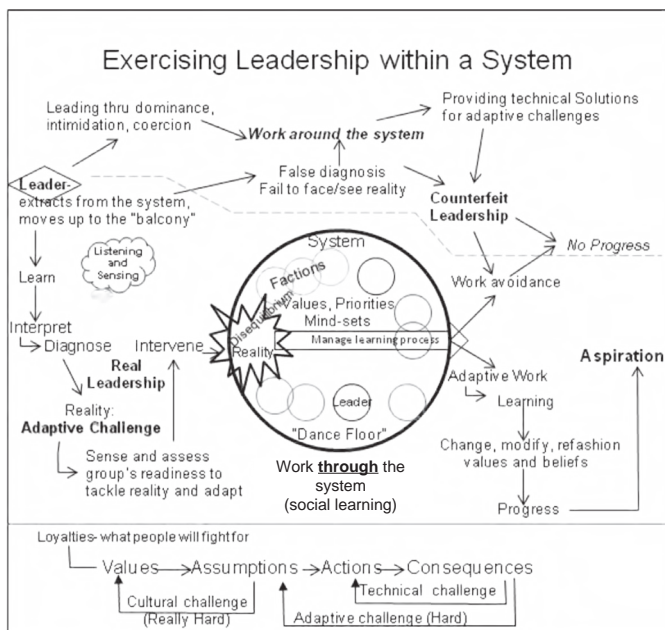 Exercising Leadership within a System
Leading thru dominance,
intimidation, coercion
Work around the system
Providing technical Solutions
for adaptive challenges
False diagnosis
Fail to face/see reality
Leader-
extracts from the system,
moves up to the "balcony"
Counterfeit
Leadership
No Progress
Work avoidance
Listening
and
Sensing
Learn
Interpret
Diagnose
Intervene
Real
Leadership
Reality:
Adaptive Challenge
Sense and assess
group's readiness to
tackle reality and adapt
System
Factions
Disequilibrium
Values, Priorities
Mind-sets
Reality
Manage learning process
Leader
"Dance Floor"
Work through the
system
(social learning)
Aspiration
Adaptive Work
Learning
Change, modify, refashion
values and beliefs
Progress
Loyalties- what people will fight for
Values Assumptions Actions Consequences
Cultural challenge
(Really Hard)
Technical challenge
Adaptive challenge (Hard)